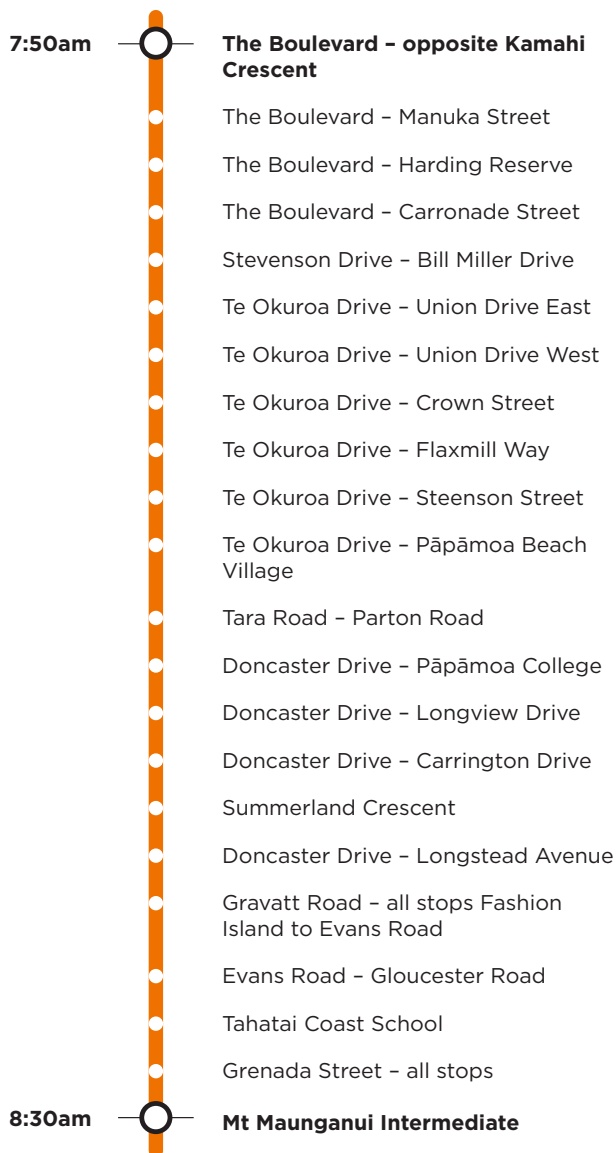 7:50am The Boulevard – opposite Kamahi
Crescent
The Boulevard – Manuka Street
The Boulevard – Harding Reserve
The Boulevard – Carronade Street
Stevenson Drive – Bill Miller Drive
Te Okuroa Drive – Union Drive East
Te Okuroa Drive – Union Drive West
Te Okuroa Drive – Crown Street
Te Okuroa Drive – Flaxmill Way
Te Okuroa Drive – Steenson Street
Te Okuroa Drive – Pāpāmoa Beach
Village
Tara Road – Parton Road
Doncaster Drive – Pāpāmoa College
Doncaster Drive – Longview Drive
Doncaster Drive – Carrington Drive
Summerland Crescent
Doncaster Drive – Longstead Avenue
Gravatt Road – all stops Fashion
Island to Evans Road
Evans Road – Gloucester Road
Tahatai Coast School
Grenada Street – all stops
8:30am Mt Maunganui Intermediate